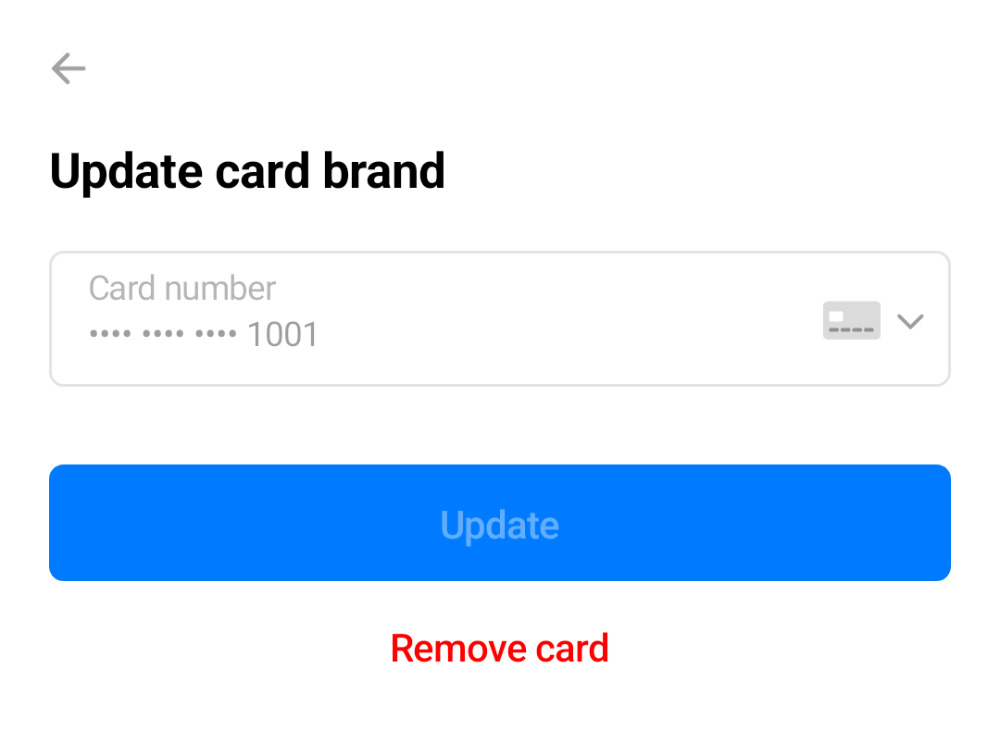 Update card brand
Card number
•••• •••• •••• 1001
Update
Remove card